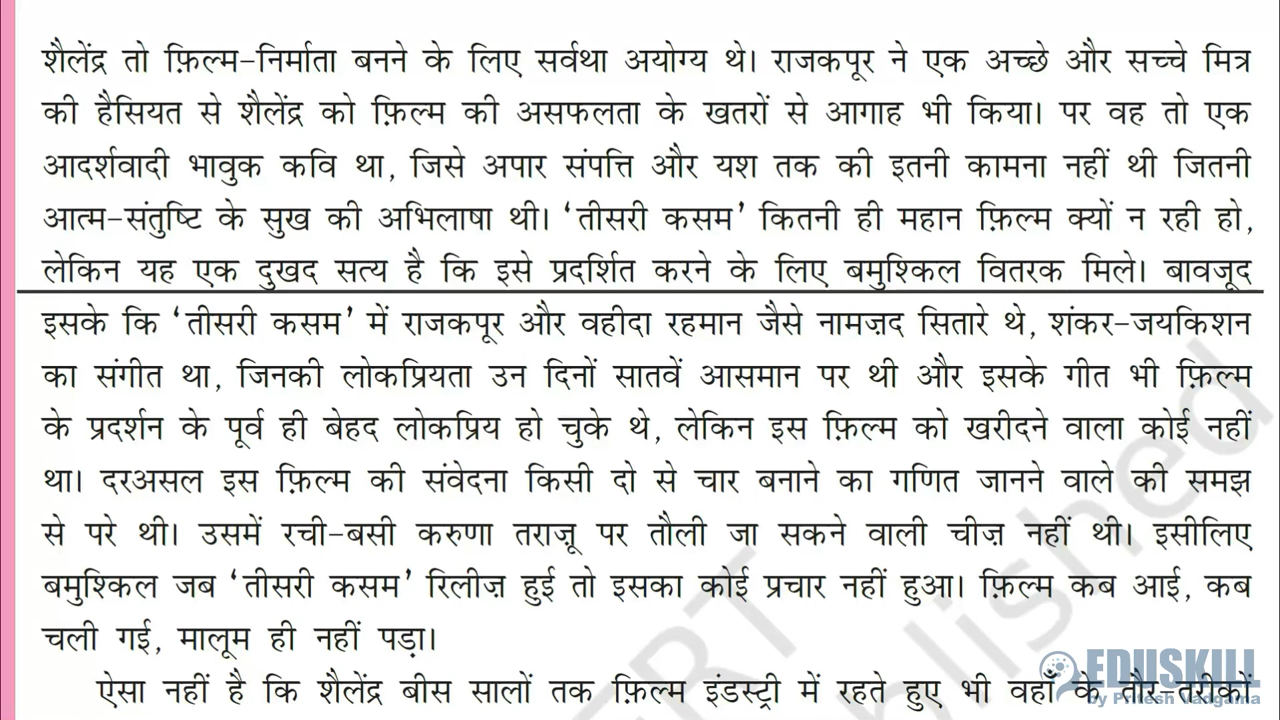 शैलेंद्र तो फ़िल्म-निर्माता बनने के लिए सर्वथा अयोग्य थे। राजकपूर ने एक अच्छे और सच्चे मित्र
की हैसियत से शैलेंद्र को फ़िल्म की असफलता के खतरों से आगाह भी किया। पर वह तो एक
आदर्शवादी भावुक कवि था, जिसे अपार संपत्ति और यश तक की इतनी कामना नहीं थी जितनी
आत्म-संतुष्टि के सुख की अभिलाषा थी। ‘तीसरी कसम’ कितनी ही महान फ़िल्म क्यों न रही हो,
लेकिन यह एक दुखद सत्य है कि इसे प्रदर्शित करने के लिए बमुश्किल वितरक मिले। बावजूद
इसके कि ‘तीसरी कसम’ में राजकपूर और वहीदा रहमान जैसे नामज़द सितारे थे, शंकर-जयकिशन
का संगीत था, जिनकी लोकप्रियता उन दिनों सातवें आसमान पर थी और इसके गीत भी फ़िल्म
के प्रदर्शन के पूर्व ही बेहद लोकप्रिय हो चुके थे, लेकिन इस फ़िल्म को खरीदने वाला कोई नहीं
था। दरअसल इस फ़िल्म की संवेदना किसी दो से चार बनाने का गणित जानने वाले की समझ
से परे थी। उसमें रची-बसी करुणा तराज़ू पर तौली जा सकने वाली चीज़ नहीं थी। इसीलिए
बमुश्किल जब ‘तीसरी कसम’ रिलीज़ हुई तो इसका कोई प्रचार नहीं हुआ। फ़िल्म कब आई, कब
चली गई, मालूम ही नहीं पड़ा।
ऐसा नहीं है कि शैलेंद्र बीस सालों तक फ़िल्म इंडस्ट्री में रहते हुए भी वहाँ के तौर-तरीकों
EDUSKILL
by Pritesh Vadgama